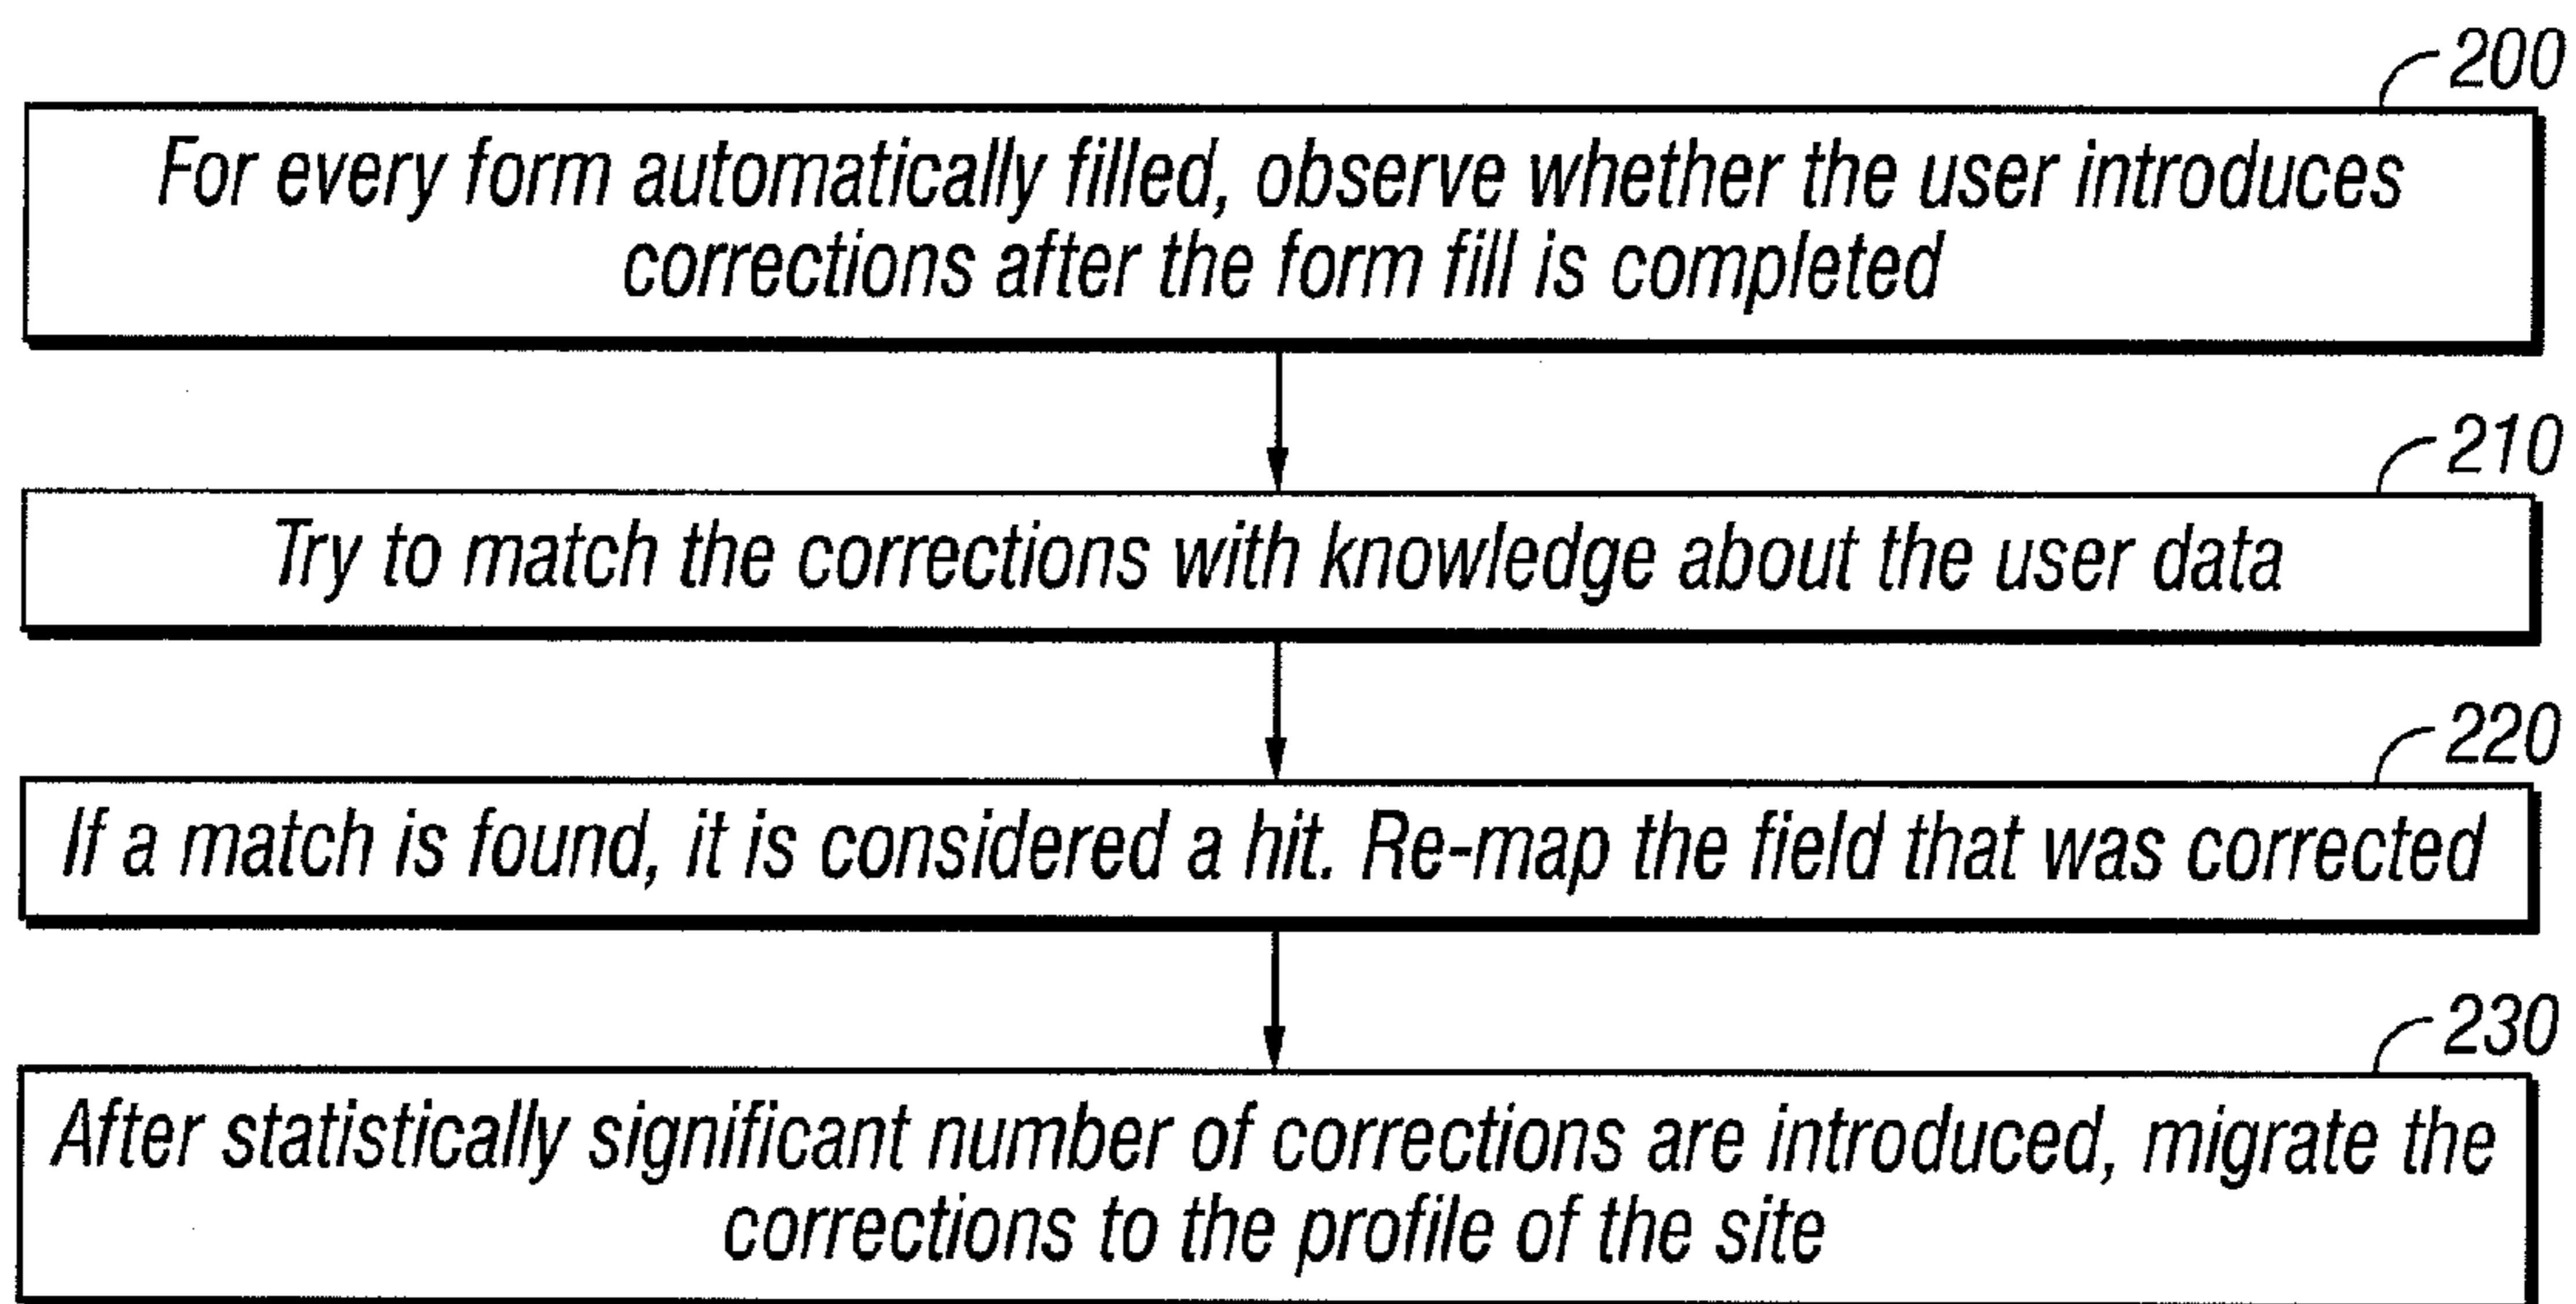 200
For every form automatically filled, observe whether the user introduces
corrections after the form fill is completed
210
Try to match the corrections with knowledge about the user data
220
If a match is found, it is considered a hit. Re-map the field that was corrected
230
After statistically significant number of corrections are introduced, migrate the
corrections to the profile of the site